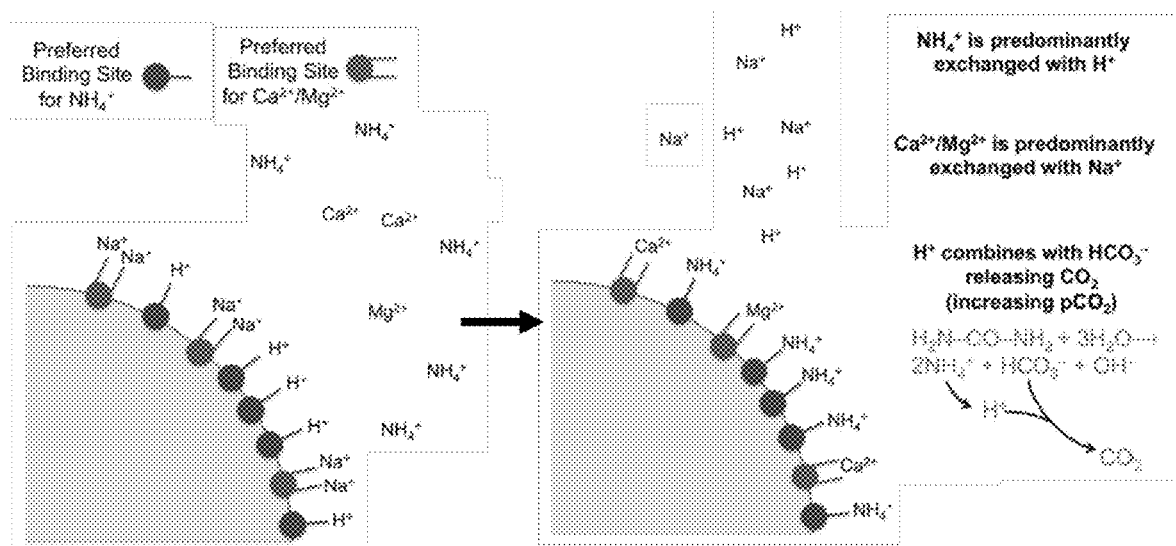 Preferred
Binding Site
for NH₄⁺
Preferred
Binding Site
for Ca²⁺/Mg²⁺
NH₄⁺
NH₄⁺
Ca²⁺
Ca²⁺
NH₄⁺
Mg²⁺
NH₄⁺
NH₄⁺
Na⁺
Na⁺
H⁺
Na⁺
Na⁺
H⁺
H⁺
H⁺
Na⁺
Na⁺
H⁺
H⁺
Na⁺
Na⁺
H⁺
Na⁺
H⁺
Na⁺
H⁺
Ca²⁺
NH₄⁺
Mg²⁺
NH₄⁺
NH₄⁺
NH₄⁺
Ca²⁺
NH₄⁺
NH₄⁺ is predominantly
exchanged with H⁺
Ca²⁺/Mg²⁺ is predominantly
exchanged with Na⁺
H⁺ combines with HCO₃⁻
releasing CO₂
(increasing pCO₂)
H₂N–CO–NH₂ + 3H₂O→
2NH₄⁺ + HCO₃⁻ + OH⁻
H⁺
CO₂